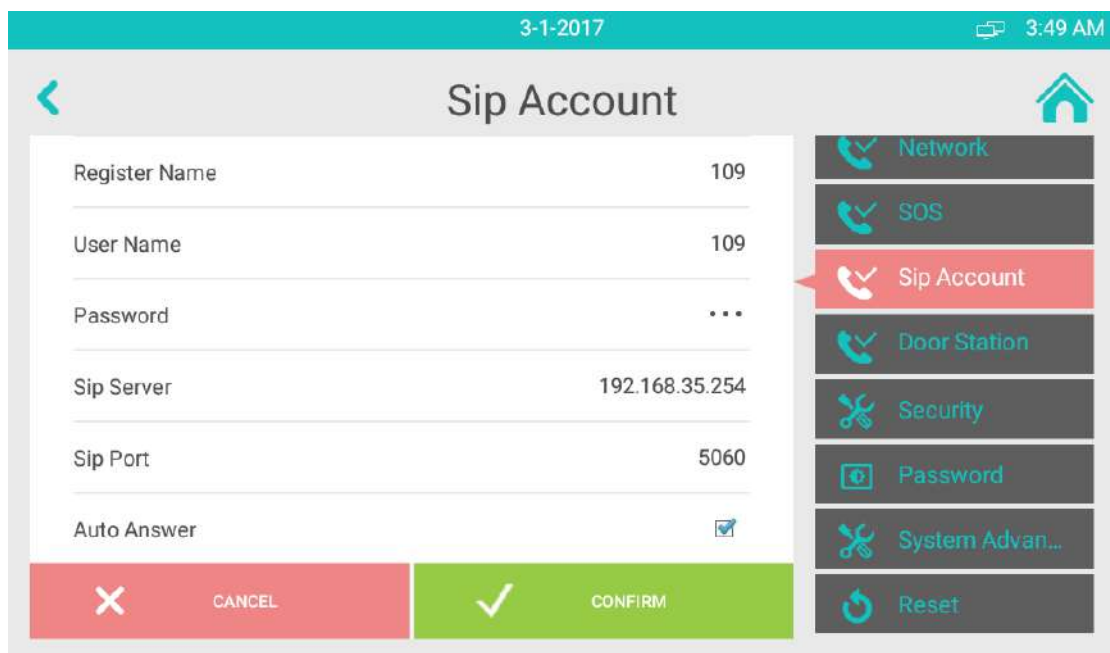 3-1-2017
3:49 AM
Sip Account
Register Name 109
User Name 109
Password •••
Sip Server 192.168.35.254
Sip Port 5060
Auto Answer
CANCEL
CONFIRM
Network
SOS
Sip Account
Door Station
Security
Password
System Advan...
Reset